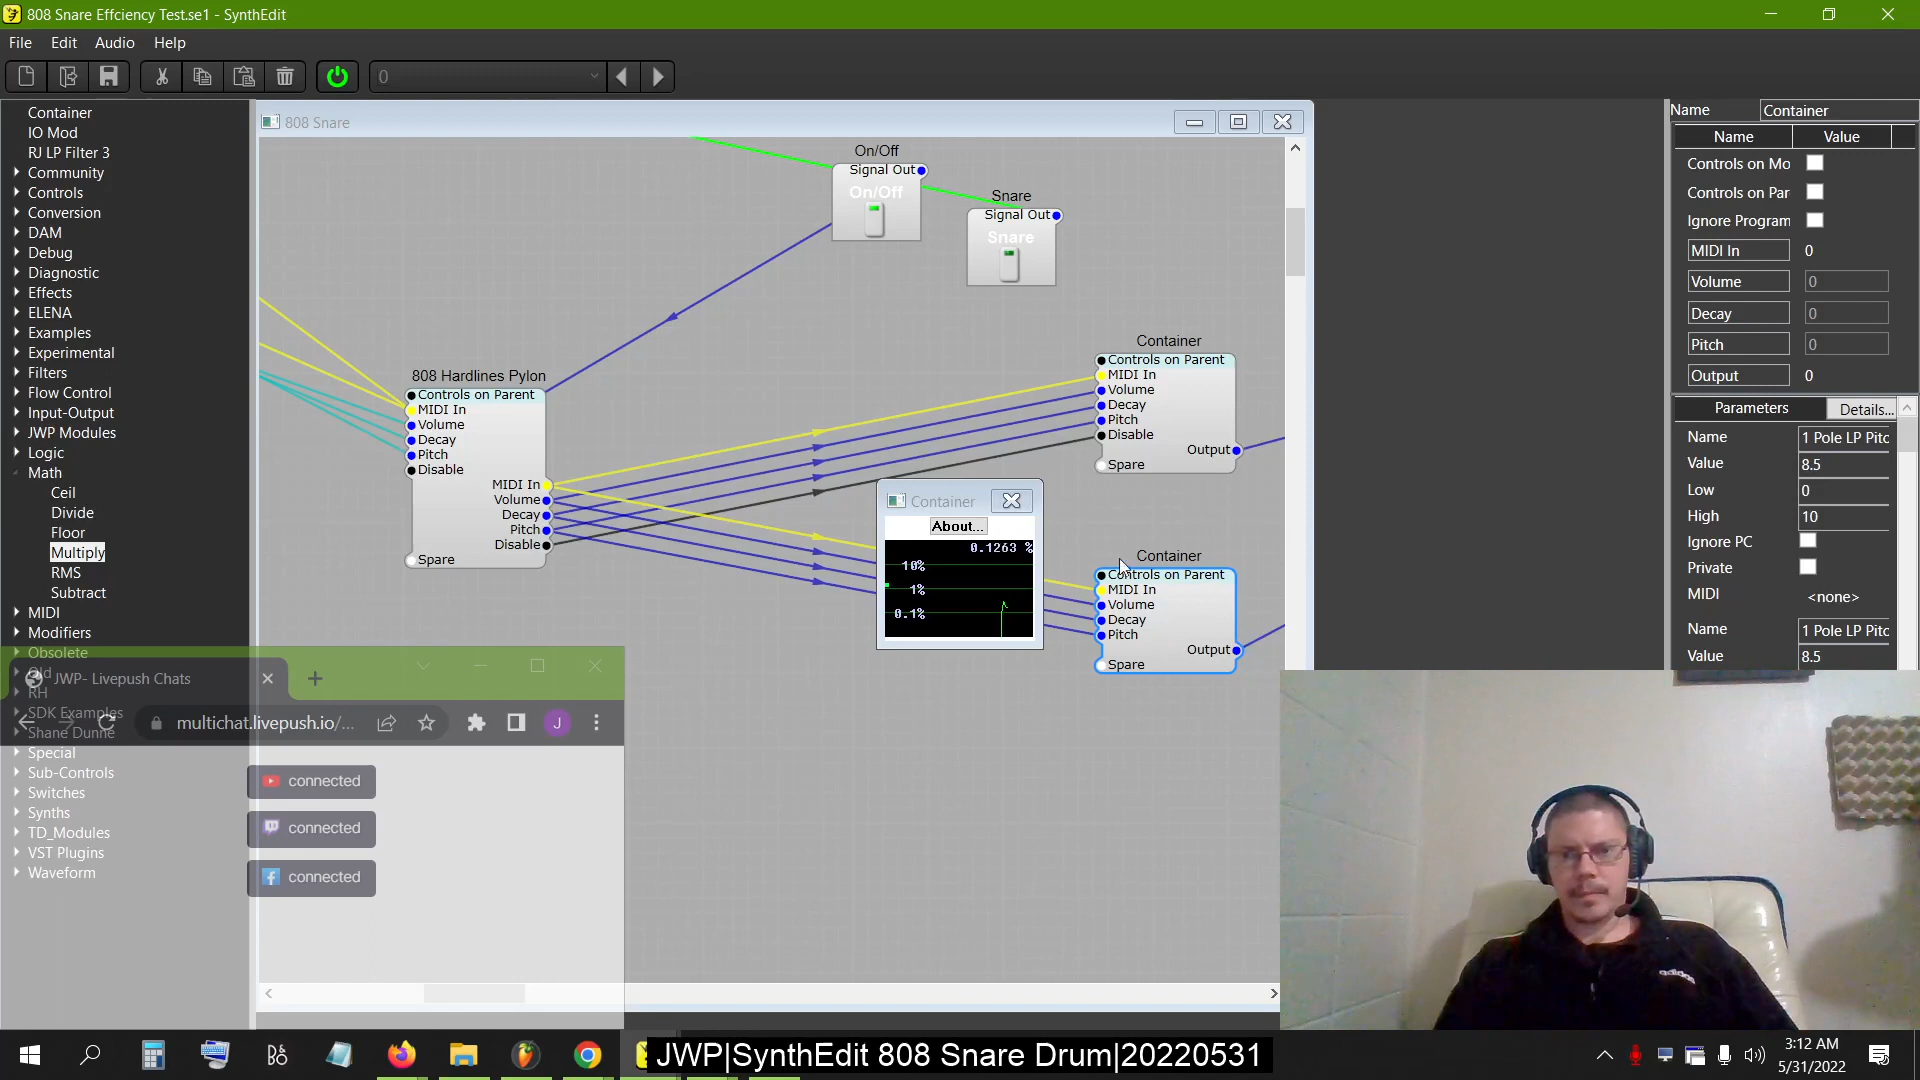 808 Snare Effciency Test.se1 - SynthEdit
File Edit Audio Help
0
Container
IO Mod
RJ LP Filter 3
Community
Controls
Conversion
DAM
Debug
Diagnostic
Effects
ELENA
Examples
Experimental
Filters
Flow Control
Input-Output
JWP Modules
Logic
Math
Ceil
Divide
Floor
Multiply
RMS
Subtract
MIDI
Modifiers
Obsolete
Old
RH
SDK Examples
Shane Dunne
Special
Sub-Controls
Switches
Synths
TD_Modules
VST Plugins
Waveform
808 Snare
On/Off
Signal Out
On/Off
Snare
Signal Out
Snare
808 Hardlines Pylon
Controls on Parent
MIDI In
Volume
Decay
Pitch
Disable
MIDI In
Volume
Decay
Pitch
Disable
Spare
Container
Controls on Parent
MIDI In
Volume
Decay
Pitch
Disable
Output
Spare
Container
About...
0.1263 %
10%
1%
0.1%
Container
Controls on Parent
MIDI In
Volume
Decay
Pitch
Output
Spare
Name Container
Name Value
Controls on Mo
Controls on Par
Ignore Program
MIDI In 0
Volume 0
Decay 0
Pitch 0
Output 0
Parameters Details...
Name 1 Pole LP Pitc
Value 8.5
Low 0
High 10
Ignore PC
Private
MIDI <none>
Name 1 Pole LP Pitc
Value 8.5
JWP- Livepush Chats
multichat.livepush.io/...
J
connected
connected
connected
adidas
JWP|SynthEdit 808 Snare Drum|20220531
3:12 AM
5/31/2022